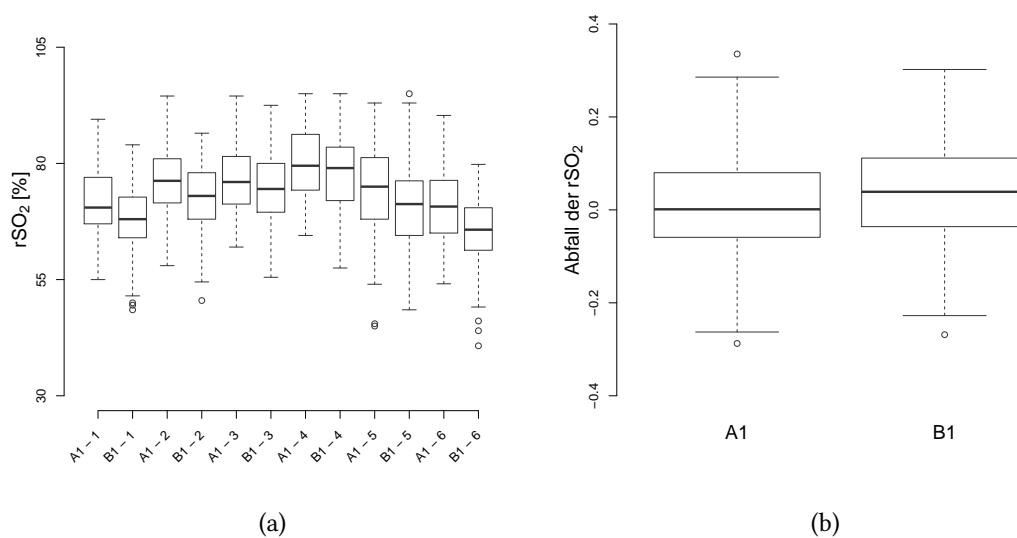 rSO2 [%]
105
80
55
30
A1 – 1
B1 – 1
A1 – 2
B1 – 2
A1 – 3
B1 – 3
A1 – 4
B1 – 4
A1 – 5
B1 – 5
A1 – 6
B1 – 6
(a)
Abfall der rSO2
0.4
0.2
0.0
−0.2
−0.4
A1
B1
(b)